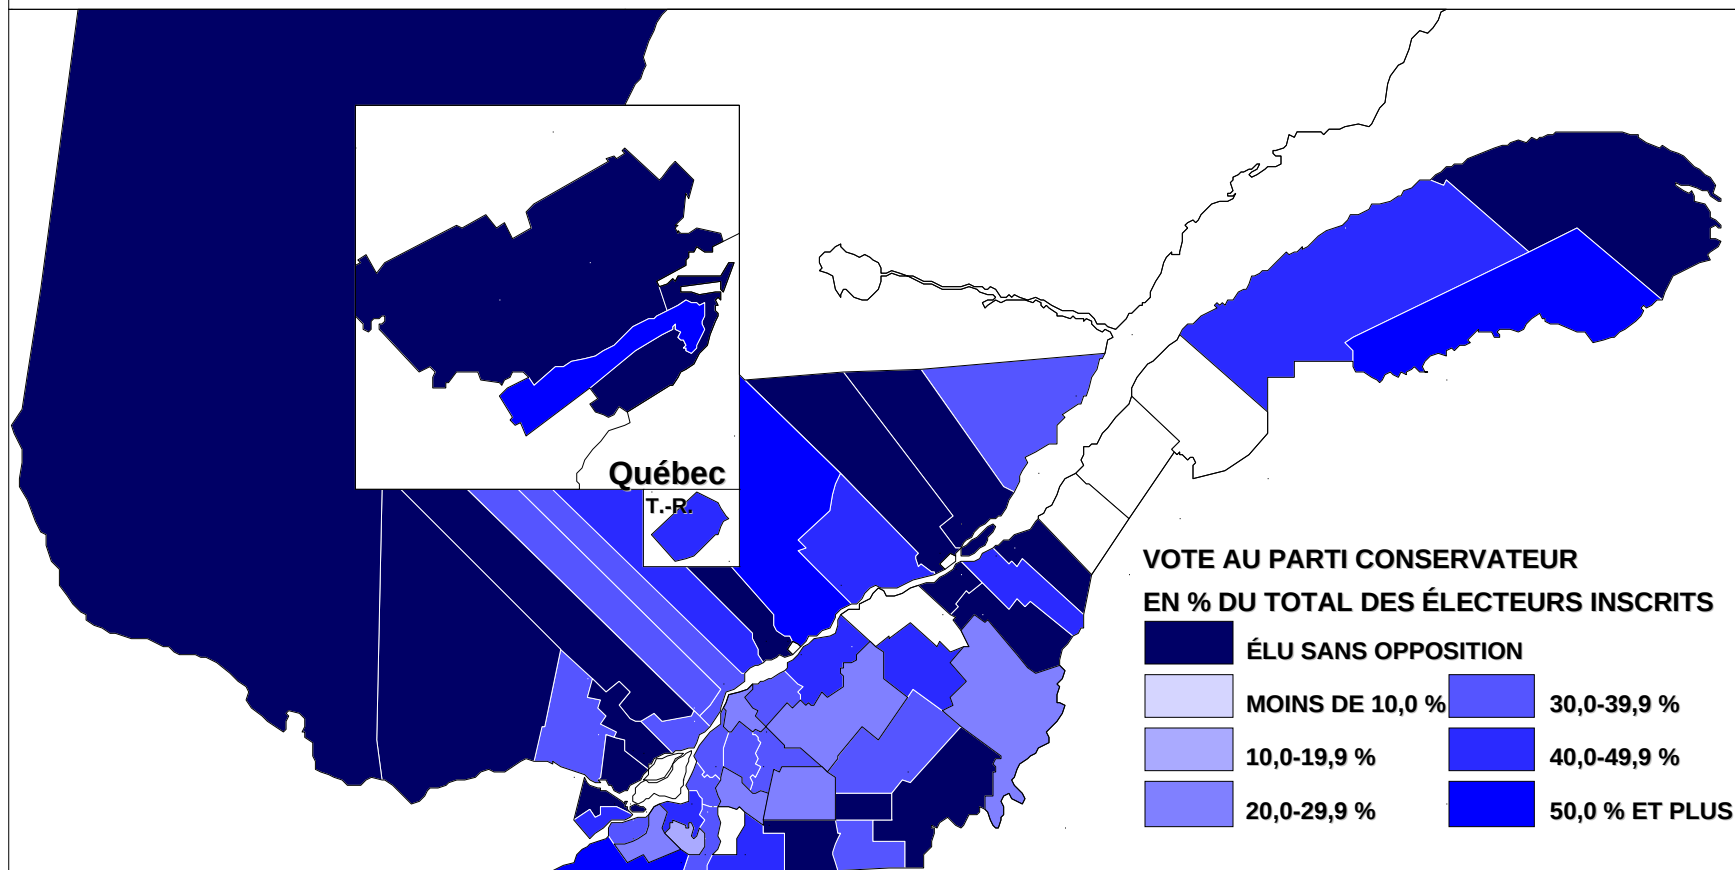 Québec
T.-R.
VOTE AU PARTI CONSERVATEUR
EN % DU TOTAL DES ÉLECTEURS INSCRITS
ÉLU SANS OPPOSITION
MOINS DE 10,0 %
30,0-39,9 %
10,0-19,9 %
40,0-49,9 %
20,0-29,9 %
50,0 % ET PLUS